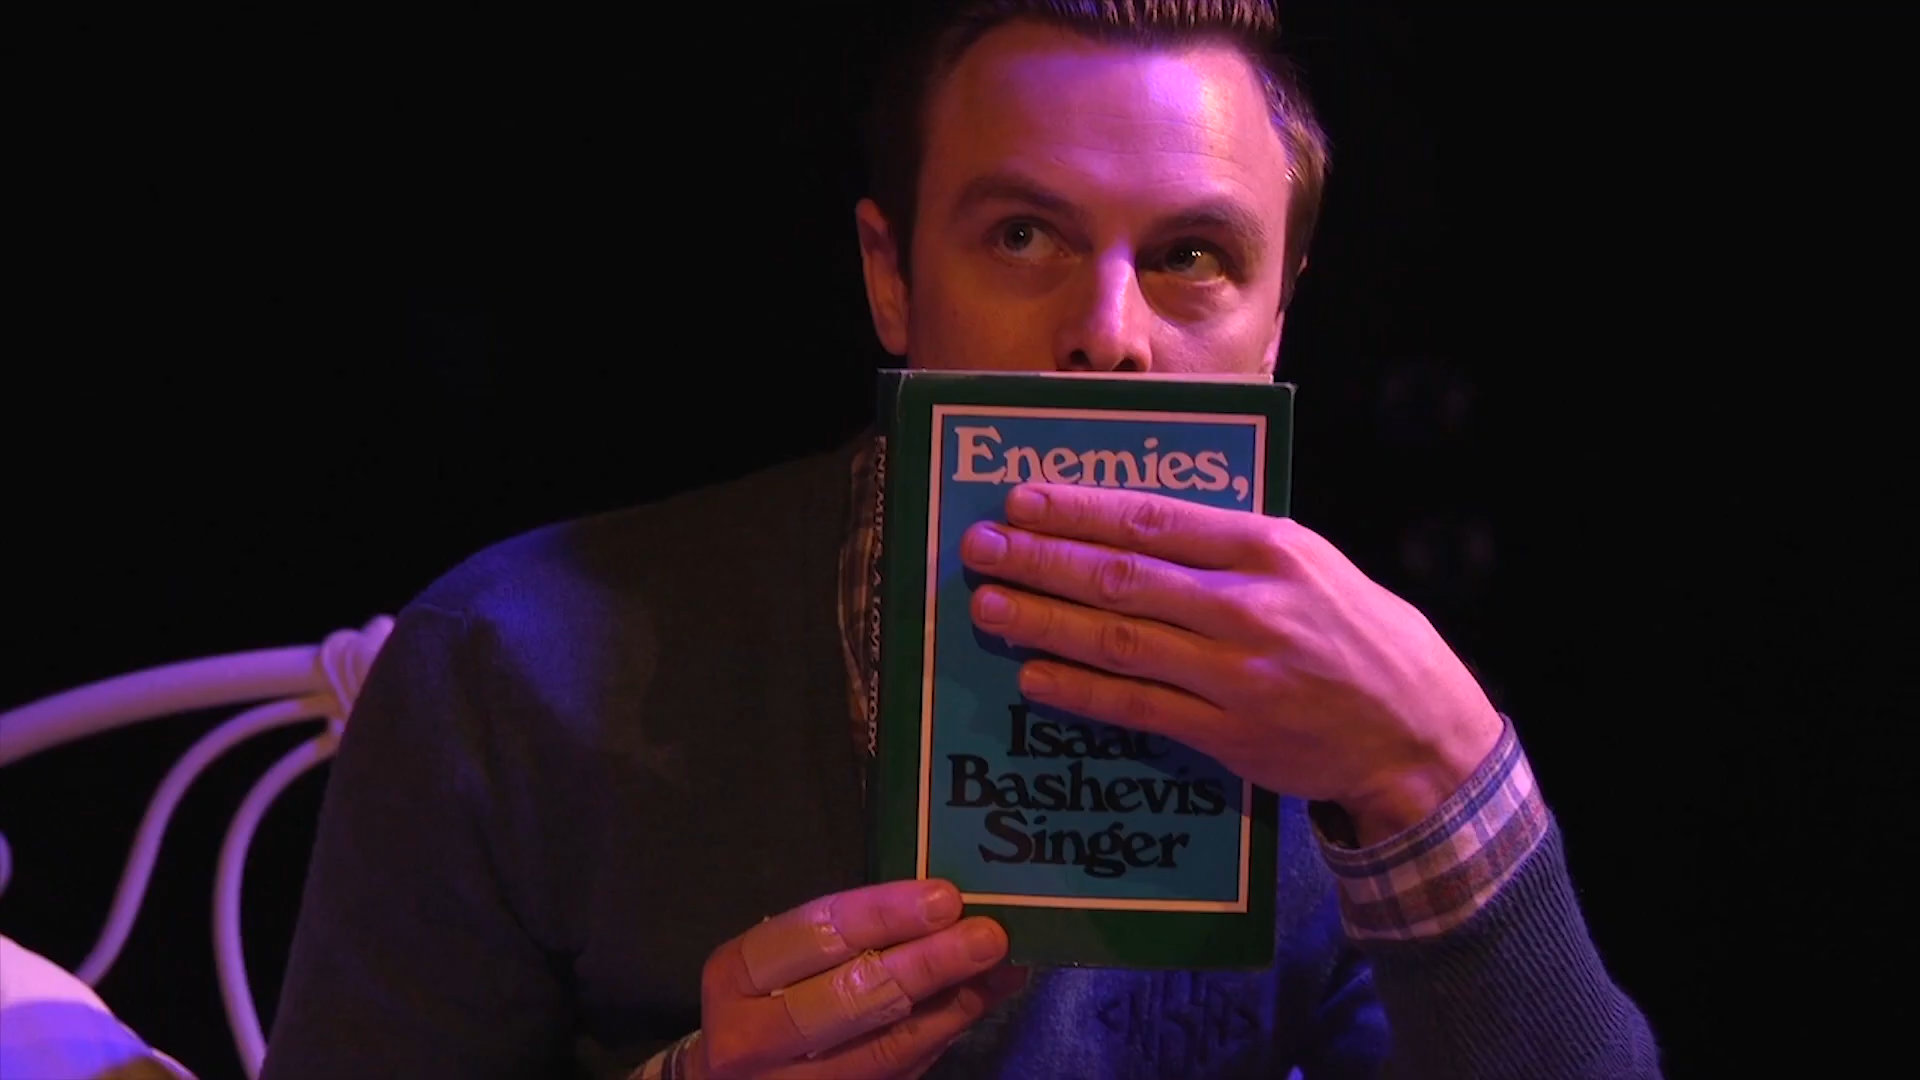 Enemies,
Isaac
Bashevis
Singer
ENEMIES, A LOVE STORY